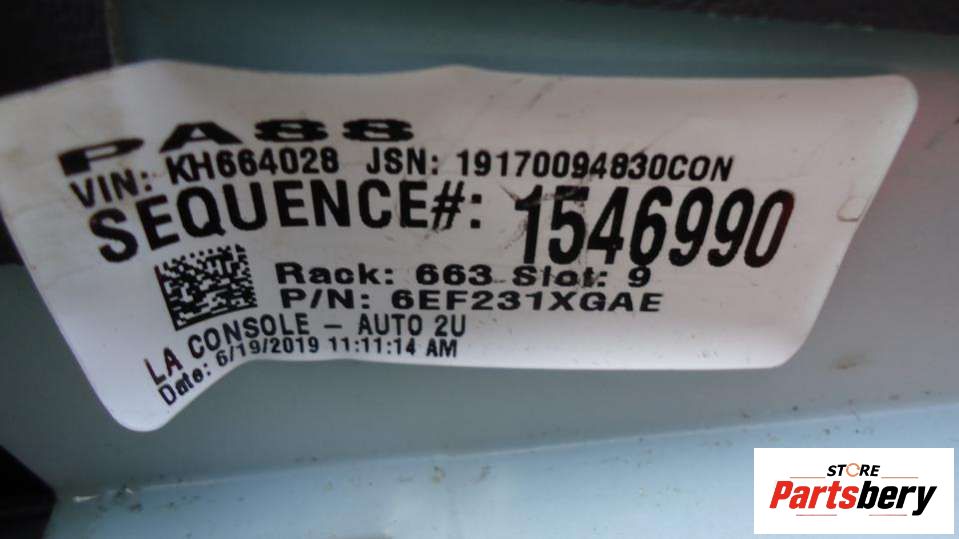 PA88
VIN: KH664028 JSN: 19170094830CON
SEQUENCE#: 1546990
Rack: 663 Slot: 9
P/N: 6EF231XGAE
LA CONSOLE - AUTO 2U
Date: 6/19/2019 11:11:14 AM
STORE
Partsbery